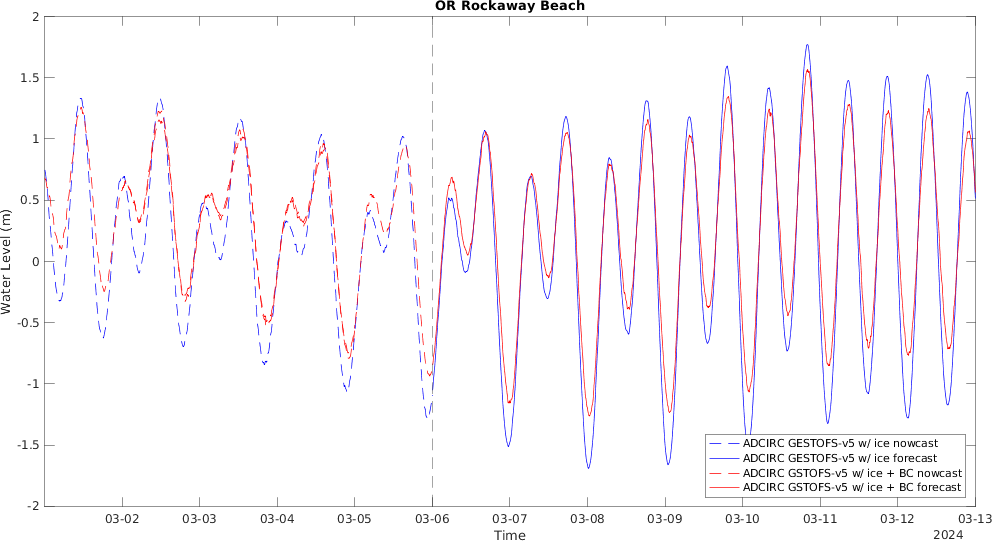 OR Rockaway Beach
2
1.5
1
0.5
0
-0.5
-1
-1.5
-2
Water Level (m)
ADCIRC GESTOFS-v5 w/ ice nowcast
ADCIRC GESTOFS-v5 w/ ice forecast
ADCIRC GSTOFS-v5 w/ ice + BC nowcast
ADCIRC GSTOFS-v5 w/ ice + BC forecast
03-02 03-03 03-04 03-05 03-06 03-07 03-08 03-09 03-10 03-11 03-12 03-13
Time
2024